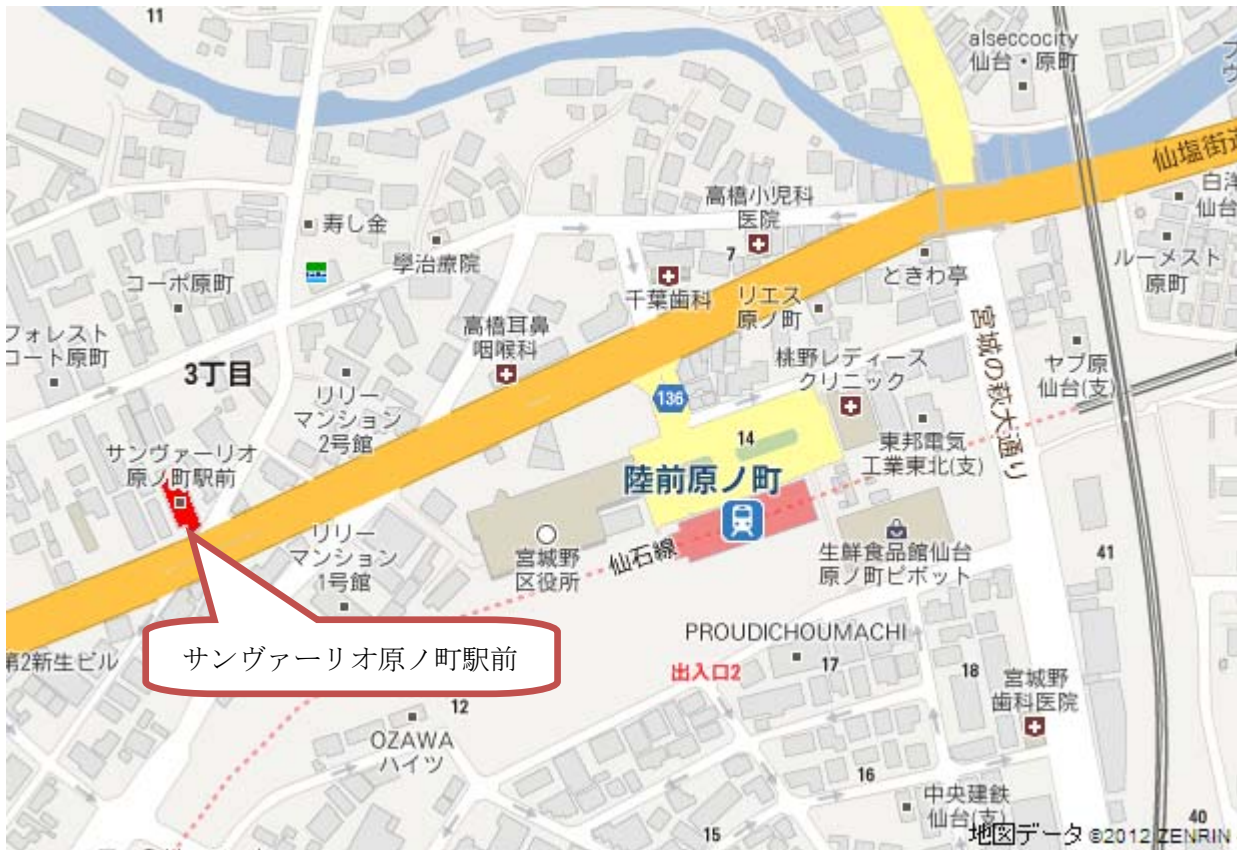 11
alseccocity
仙台・原町
仙塩街道
高橋小児科
医院
白洋
仙台
寿し金
7
學治療院
ときわ亭
ルーメスト
原町
コーポ原町
千葉歯科
リエス
原ノ町
高橋耳鼻
咽喉科
宮城の萩大通り
フォレスト
コート原町
3丁目
桃野レディース
クリニック
ヤブ原
仙台(支)
リリー
マンション
2号館
136
14
東邦電気
工業東北(支)
サンヴァーリオ
原ノ町駅前
陸前原ノ町
リリー
マンション
1号館
宮城野
区役所
仙石線
生鮮食品館仙台
原ノ町ピボット
41
サンヴァーリオ原ノ町駅前
第2新生ビル
PROUDICHOUMACHI
17
出入口2
18
宮城野
歯科医院
12
OZAWA
ハイツ
16
中央建鉄
仙台(支)
15
40
地図データ ©2012 ZENRIN